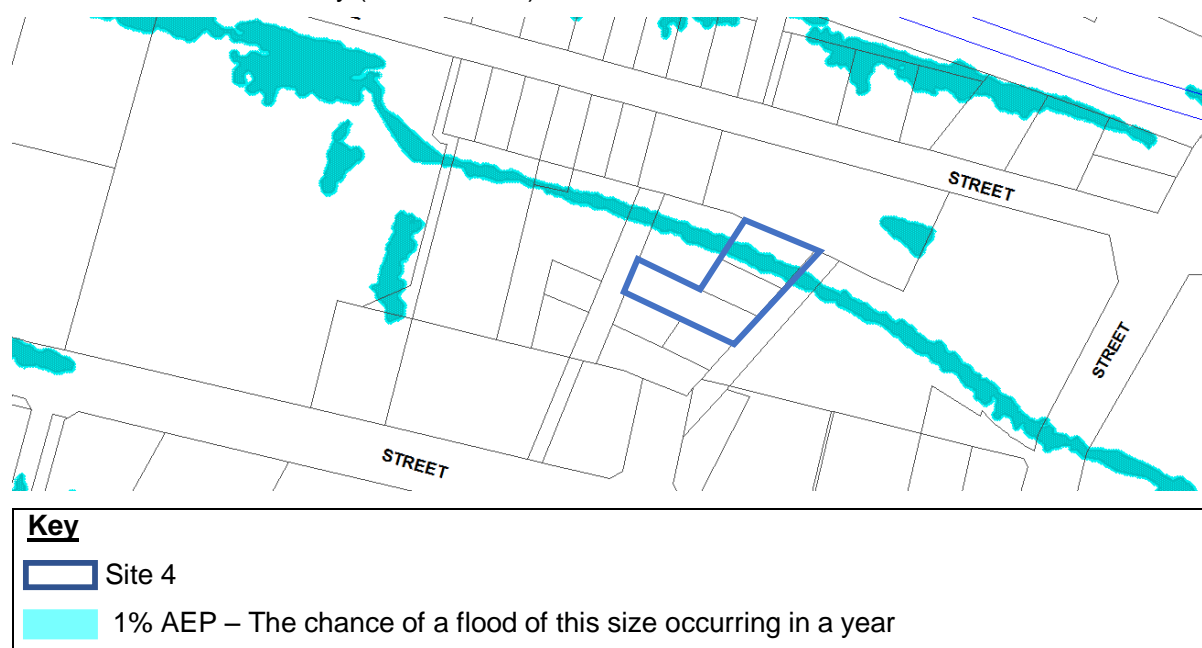 STREET
STREET
STREET
Key
Site 4
1% AEP – The chance of a flood of this size occurring in a year